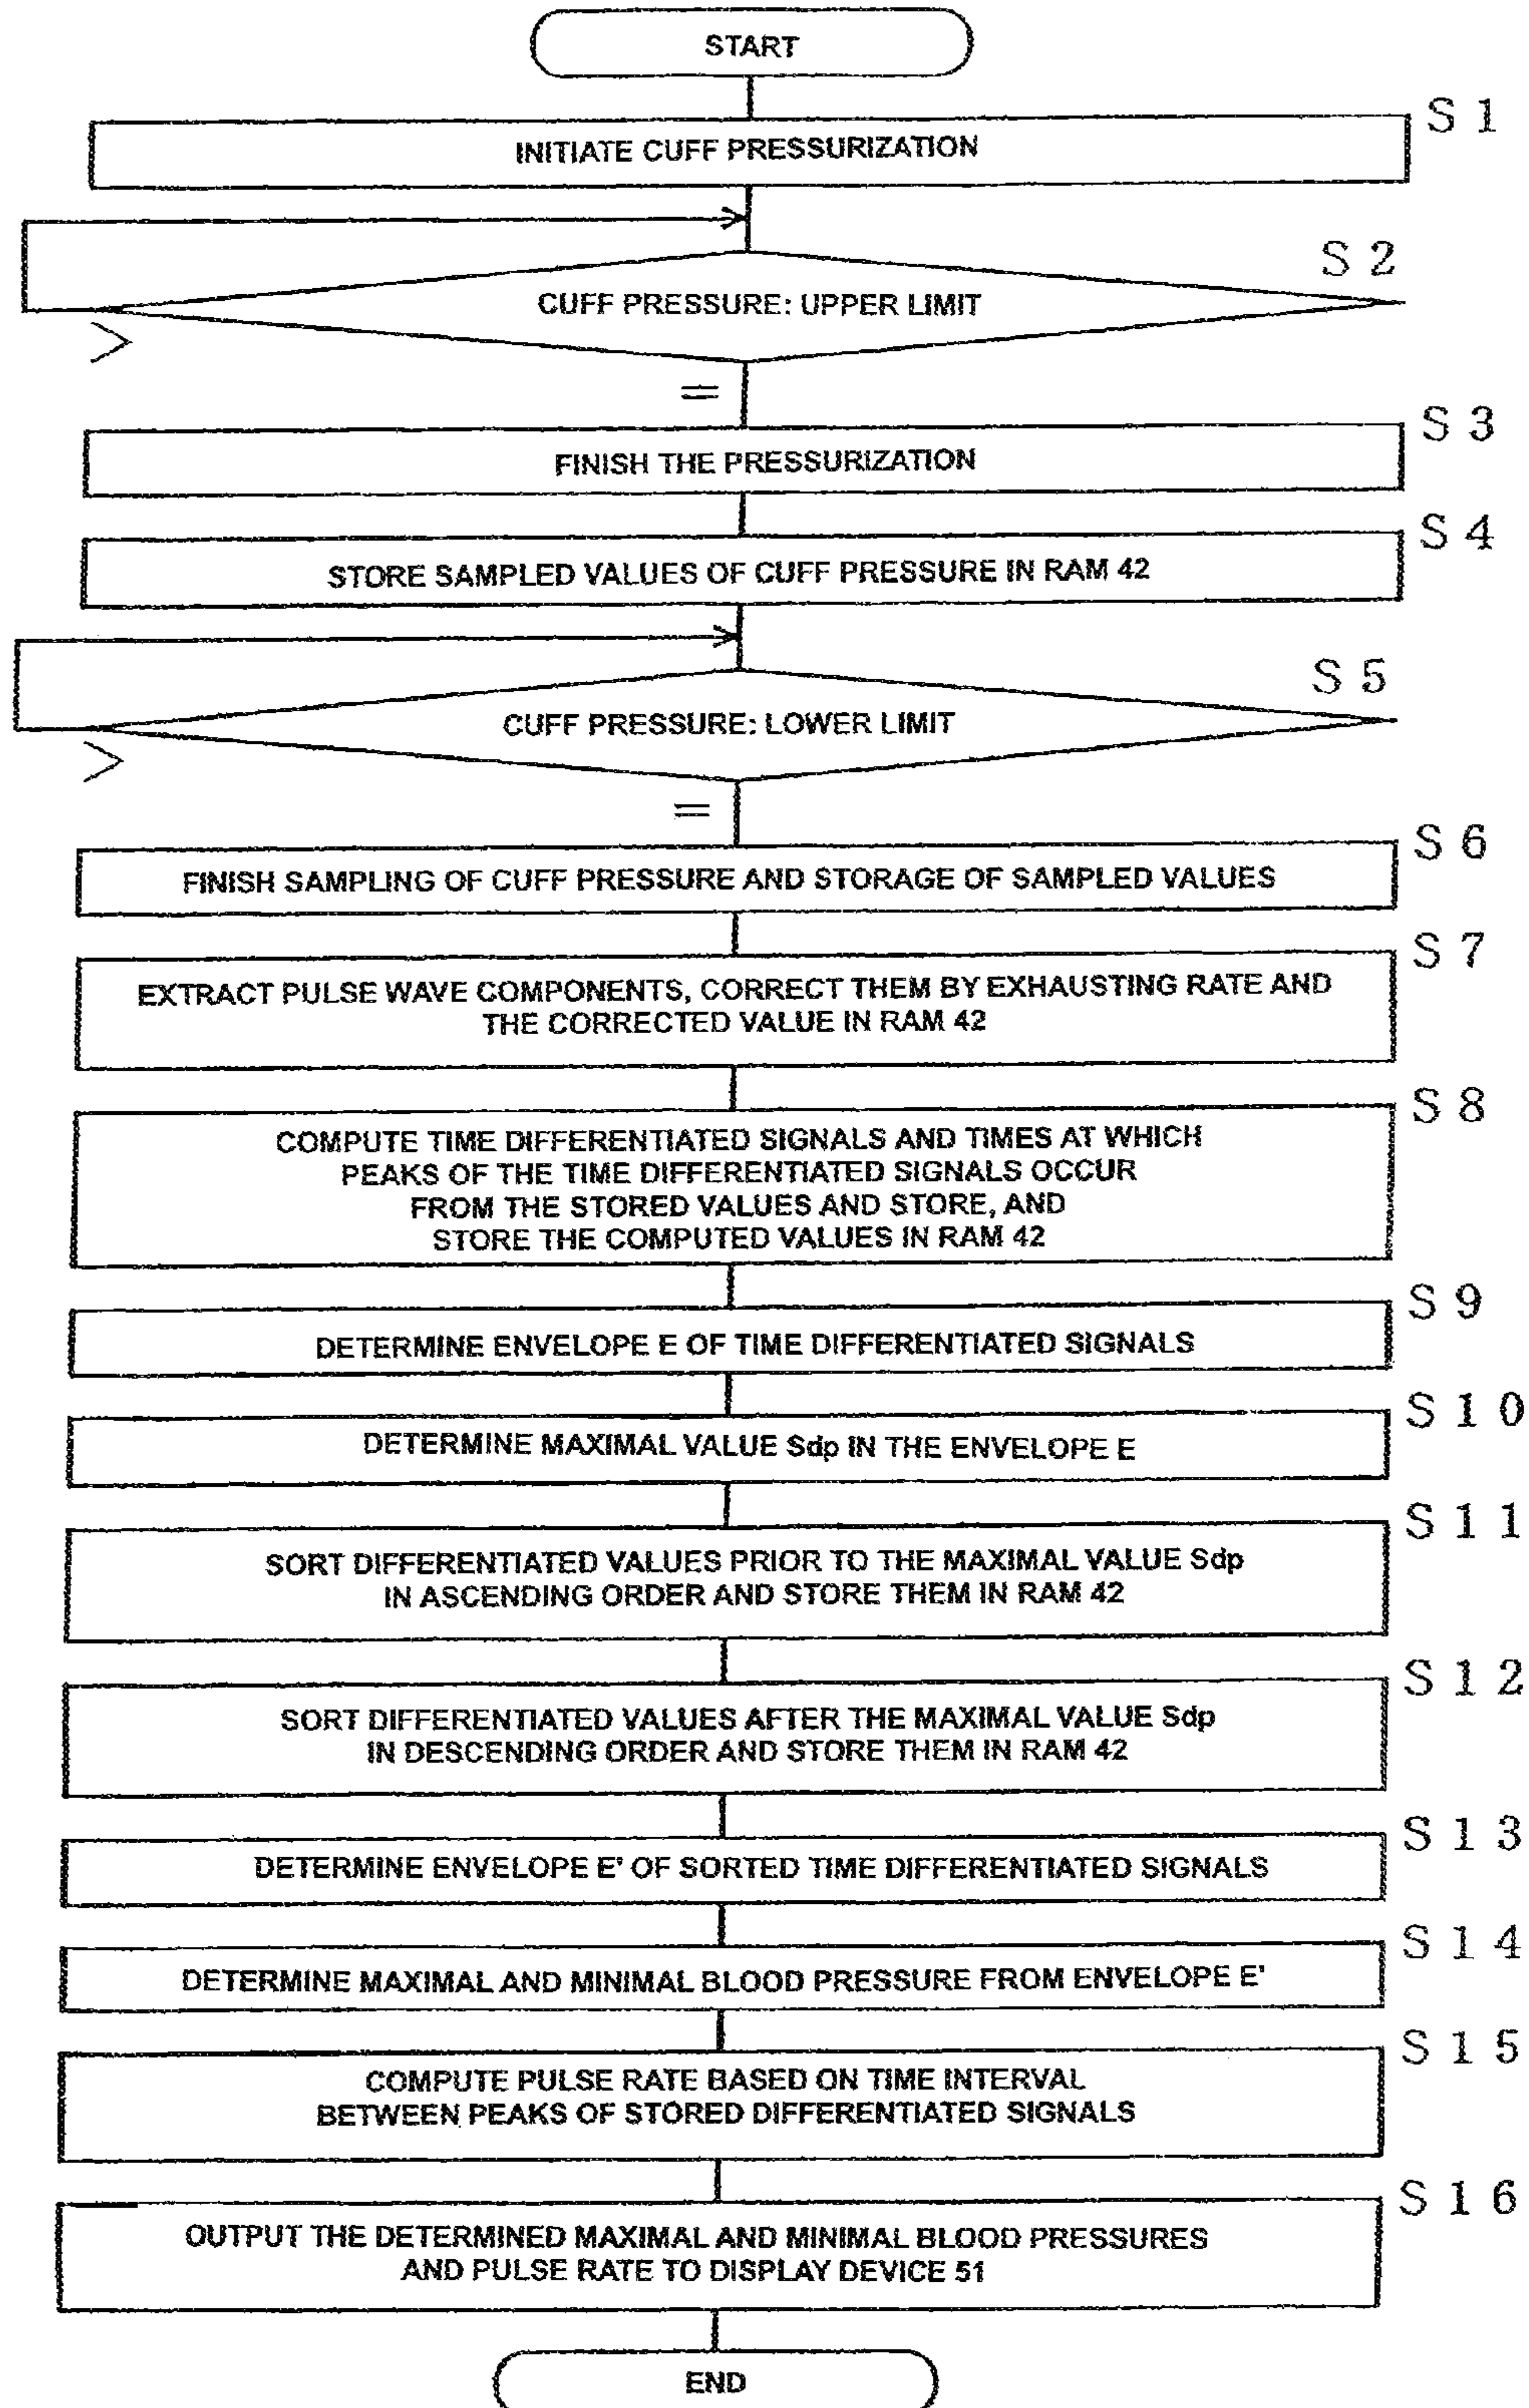 START
S 1
INITIATE CUFF PRESSURIZATION
S 2
CUFF PRESSURE: UPPER LIMIT
>
=
S 3
FINISH THE PRESSURIZATION
S 4
STORE SAMPLED VALUES OF CUFF PRESSURE IN RAM 42
S 5
CUFF PRESSURE: LOWER LIMIT
>
=
S 6
FINISH SAMPLING OF CUFF PRESSURE AND STORAGE OF SAMPLED VALUES
S 7
EXTRACT PULSE WAVE COMPONENTS, CORRECT THEM BY EXHAUSTING RATE AND
THE CORRECTED VALUE IN RAM 42
S 8
COMPUTE TIME DIFFERENTIATED SIGNALS AND TIMES AT WHICH
PEAKS OF THE TIME DIFFERENTIATED SIGNALS OCCUR
FROM THE STORED VALUES AND STORE, AND
STORE THE COMPUTED VALUES IN RAM 42
S 9
DETERMINE ENVELOPE E OF TIME DIFFERENTIATED SIGNALS
S 1 0
DETERMINE MAXIMAL VALUE Sdp IN THE ENVELOPE E
S 1 1
SORT DIFFERENTIATED VALUES PRIOR TO THE MAXIMAL VALUE Sdp
IN ASCENDING ORDER AND STORE THEM IN RAM 42
S 1 2
SORT DIFFERENTIATED VALUES AFTER THE MAXIMAL VALUE Sdp
IN DESCENDING ORDER AND STORE THEM IN RAM 42
S 1 3
DETERMINE ENVELOPE E' OF SORTED TIME DIFFERENTIATED SIGNALS
S 1 4
DETERMINE MAXIMAL AND MINIMAL BLOOD PRESSURE FROM ENVELOPE E'
S 1 5
COMPUTE PULSE RATE BASED ON TIME INTERVAL
BETWEEN PEAKS OF STORED DIFFERENTIATED SIGNALS
S 1 6
OUTPUT THE DETERMINED MAXIMAL AND MINIMAL BLOOD PRESSURES
AND PULSE RATE TO DISPLAY DEVICE 51
END